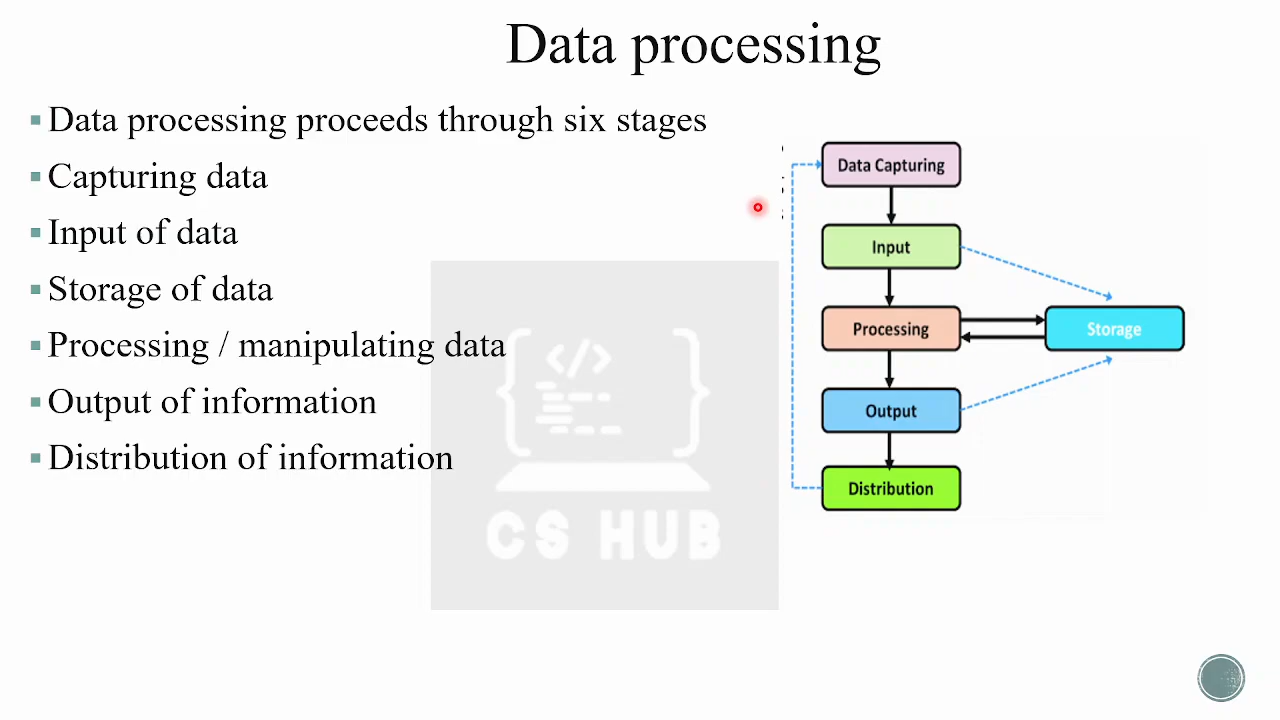 Data processing
Data processing proceeds through six stages
Capturing data
Input of data
Storage of data
Processing / manipulating data
Output of information
Distribution of information
Data Capturing
Input
Processing
Storage
Output
Distribution
</>
CS HUB